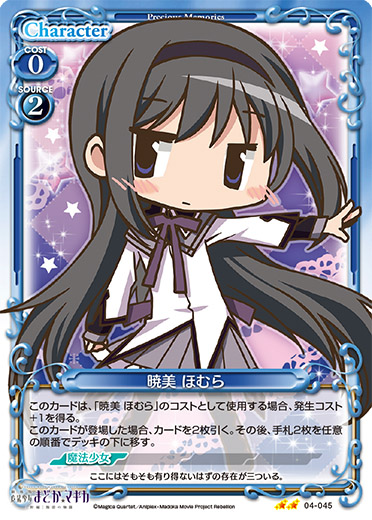 Precious Memories
Character
COST
0
SOURCE
2
暁美 ほむら
このカードは、「暁美 ほむら」のコストとして使用する場合、発生コスト
+1を得る。
このカードが登場した場合、カードを2枚引く。その後、手札2枚を任意
の順番でデッキの下に移す。
魔法少女
ここにはそもそも有り得ないはずの存在が三ついる。
まどか☆マギカ
©Magica Quartet／Aniplex・Madoka Movie Project Rebellion
04-045